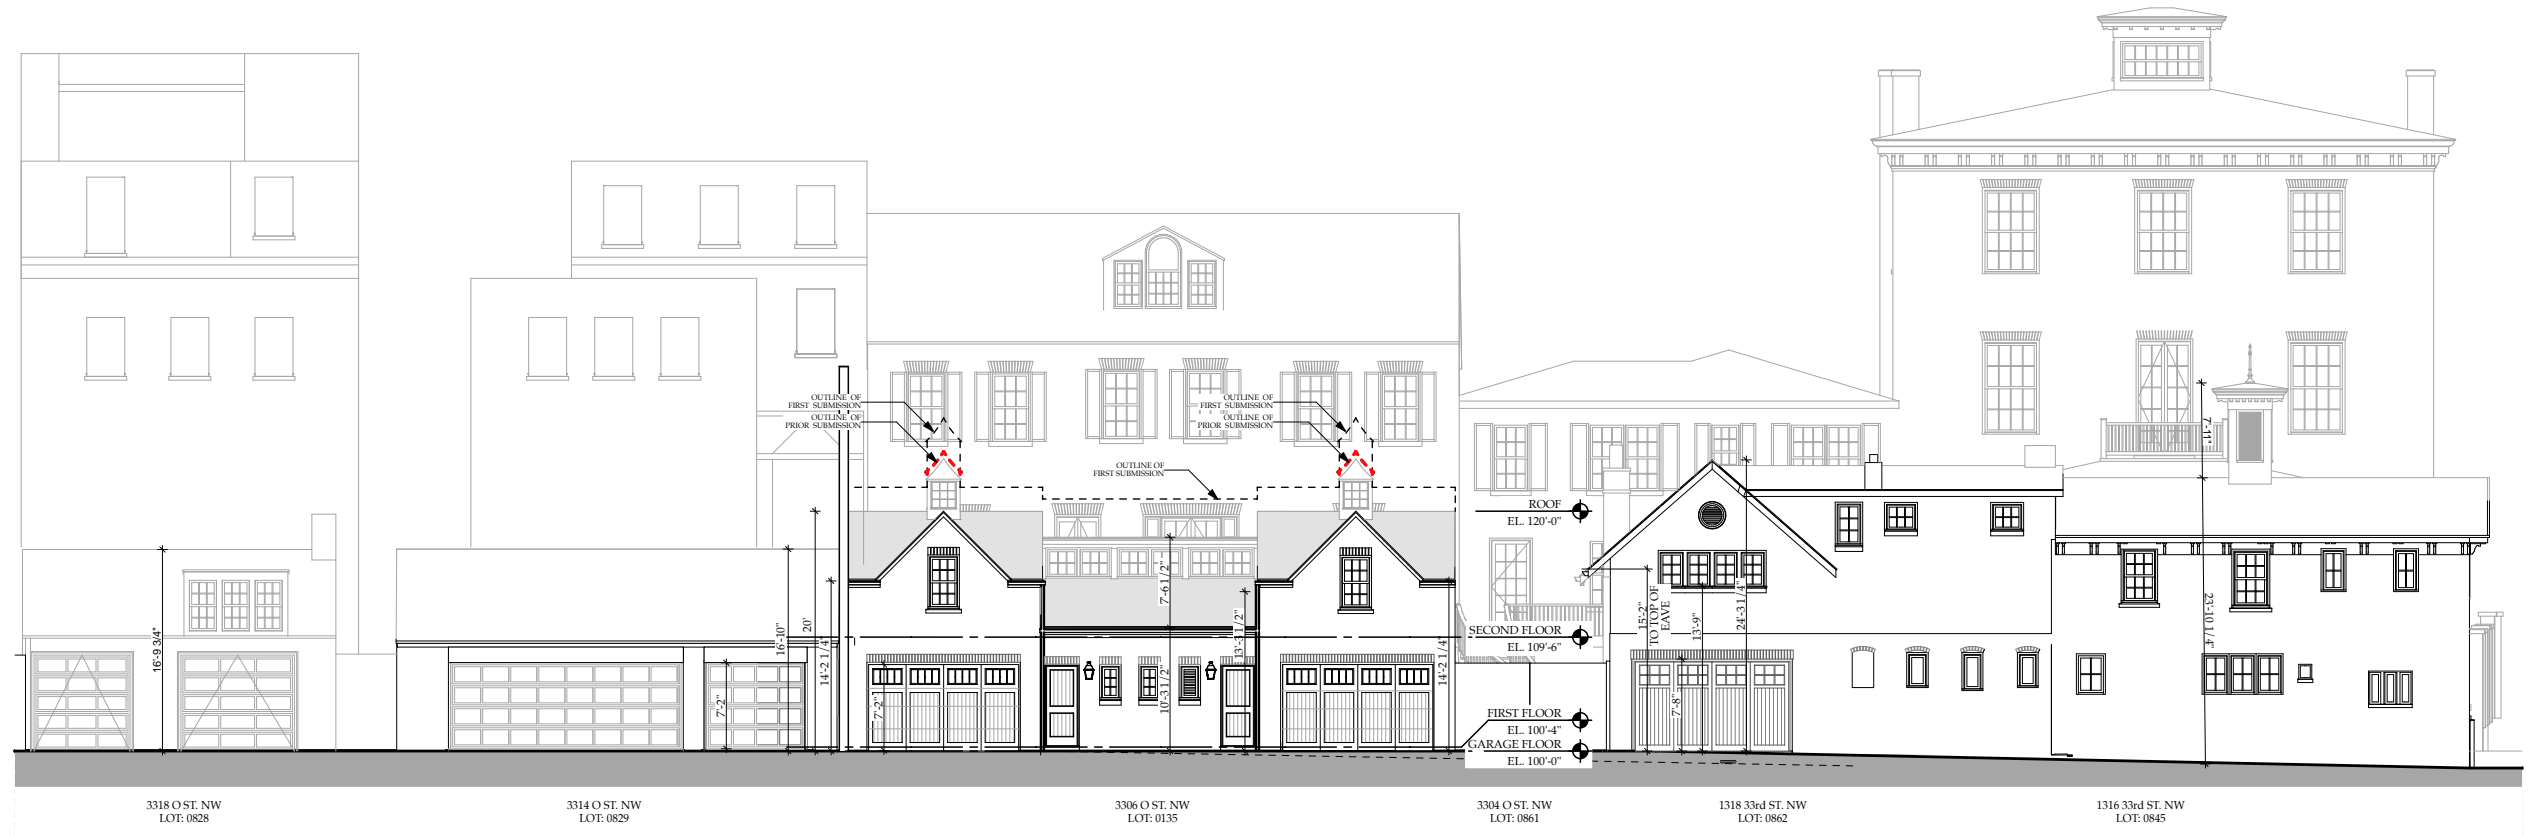 OUTLINE OF
FIRST SUBMISSION
OUTLINE OF
PRIOR SUBMISSION
OUTLINE OF
FIRST SUBMISSION
OUTLINE OF
FIRST SUBMISSION
OUTLINE OF
PRIOR SUBMISSION
7'-11"
ROOF
EL. 120'-0"
16'-9 3/4"
16'-10"
20'
14'-2 1/4"
7'-2"
7'-2"
7'-6 1/2"
10'-3 1/2"
13'-3 1/2"
14'-2 1/4"
SECOND FLOOR
EL. 109'-6"
FIRST FLOOR
EL. 100'-4"
GARAGE FLOOR
EL. 100'-0"
15'-2"
TO TOP OF
EAVE
7'-8"
13'-9"
24'-3 1/4"
23'-10 1/4"
3318 O ST. NW
LOT: 0828
3314 O ST. NW
LOT: 0829
3306 O ST. NW
LOT: 0135
3304 O ST. NW
LOT: 0861
1318 33rd ST. NW
LOT: 0862
1316 33rd ST. NW
LOT: 0845